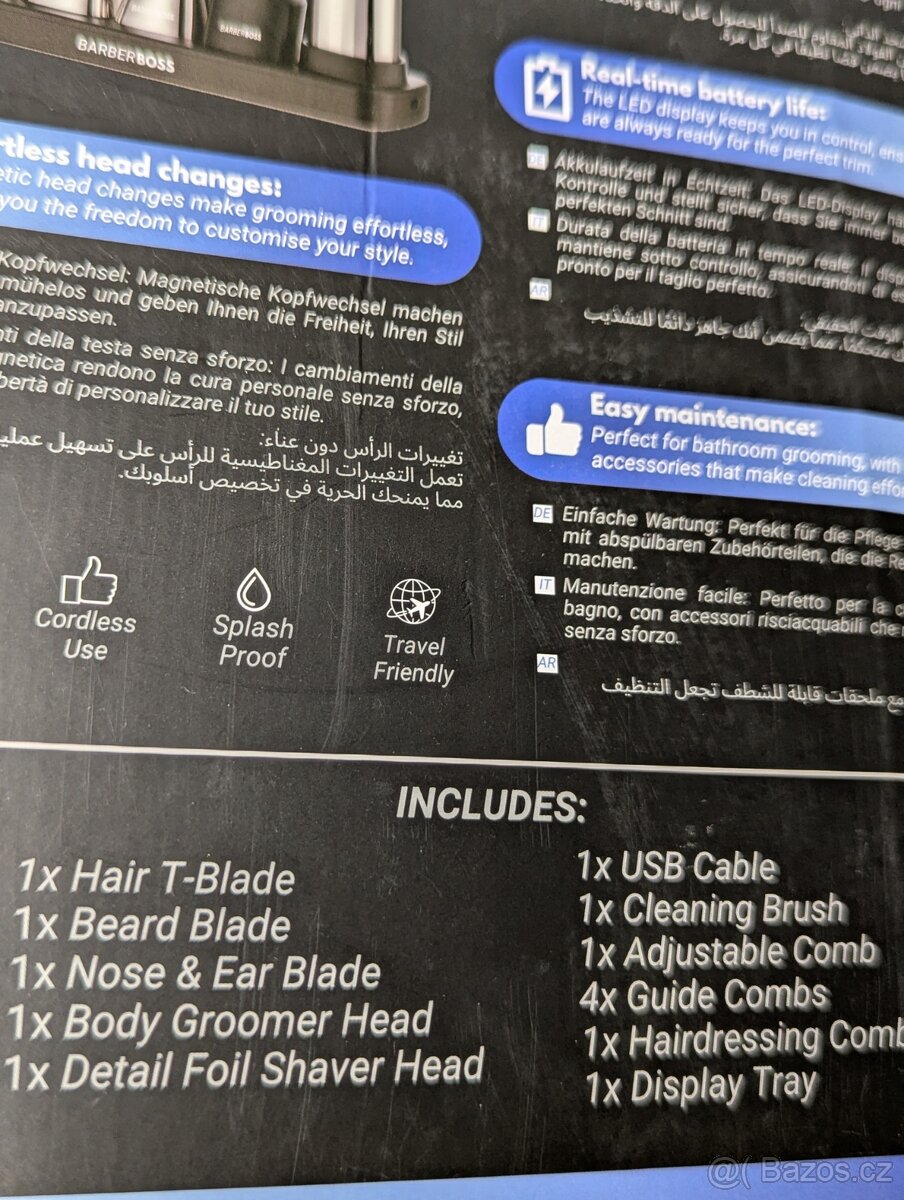 BARBERBOSS
BARBERBOSS
tless head changes:
etic head changes make grooming effortless,
you the freedom to customise your style.
Kopfwechsel: Magnetische Kopfwechsel machen
mühelos und geben Ihnen die Freiheit, Ihren Stil
anzupassen.
nti della testa senza sforzo: I cambiamenti della
gnetica rendono la cura personale senza sforzo,
bertà di personalizzare il tuo stile.
تغييرات الرأس دون عناء:
تعمل التغييرات المغناطيسية للرأس على تسهيل عملي
مما يمنحك الحرية في تخصيص أسلوبك.
Cordless
Use
Splash
Proof
Travel
Friendly
Real-time battery life:
The LED display keeps you in control, ens
are always ready for the perfect trim.
DE Akkulaufzeit in Echtzeit: Das LED-Display
Kontrolle und stellt sicher, dass Sie immer
perfekten Schnitt sind
IT Durata della batteria in tempo reale: Il
mantiene sotto controllo, assicurandoti di
pronto per il taglio perfetto.
AR
يضمن أنك جاهز دائمًا للتشذيب
Easy maintenance:
Perfect for bathroom grooming, with
accessories that make cleaning effor
DE Einfache Wartung: Perfekt für die Pflege
mit abspülbaren Zubehörteilen, die die Re
machen.
IT Manutenzione facile: Perfetto per la c
bagno, con accessori risciacquabili che
senza sforzo.
AR
مع ملحقات قابلة للشطف تجعل التنظيف
INCLUDES:
1x Hair T-Blade
1x Beard Blade
1x Nose & Ear Blade
1x Body Groomer Head
1x Detail Foil Shaver Head
1x USB Cable
1x Cleaning Brush
1x Adjustable Comb
4x Guide Combs
1x Hairdressing Comb
1x Display Tray
@( Bazos.cz